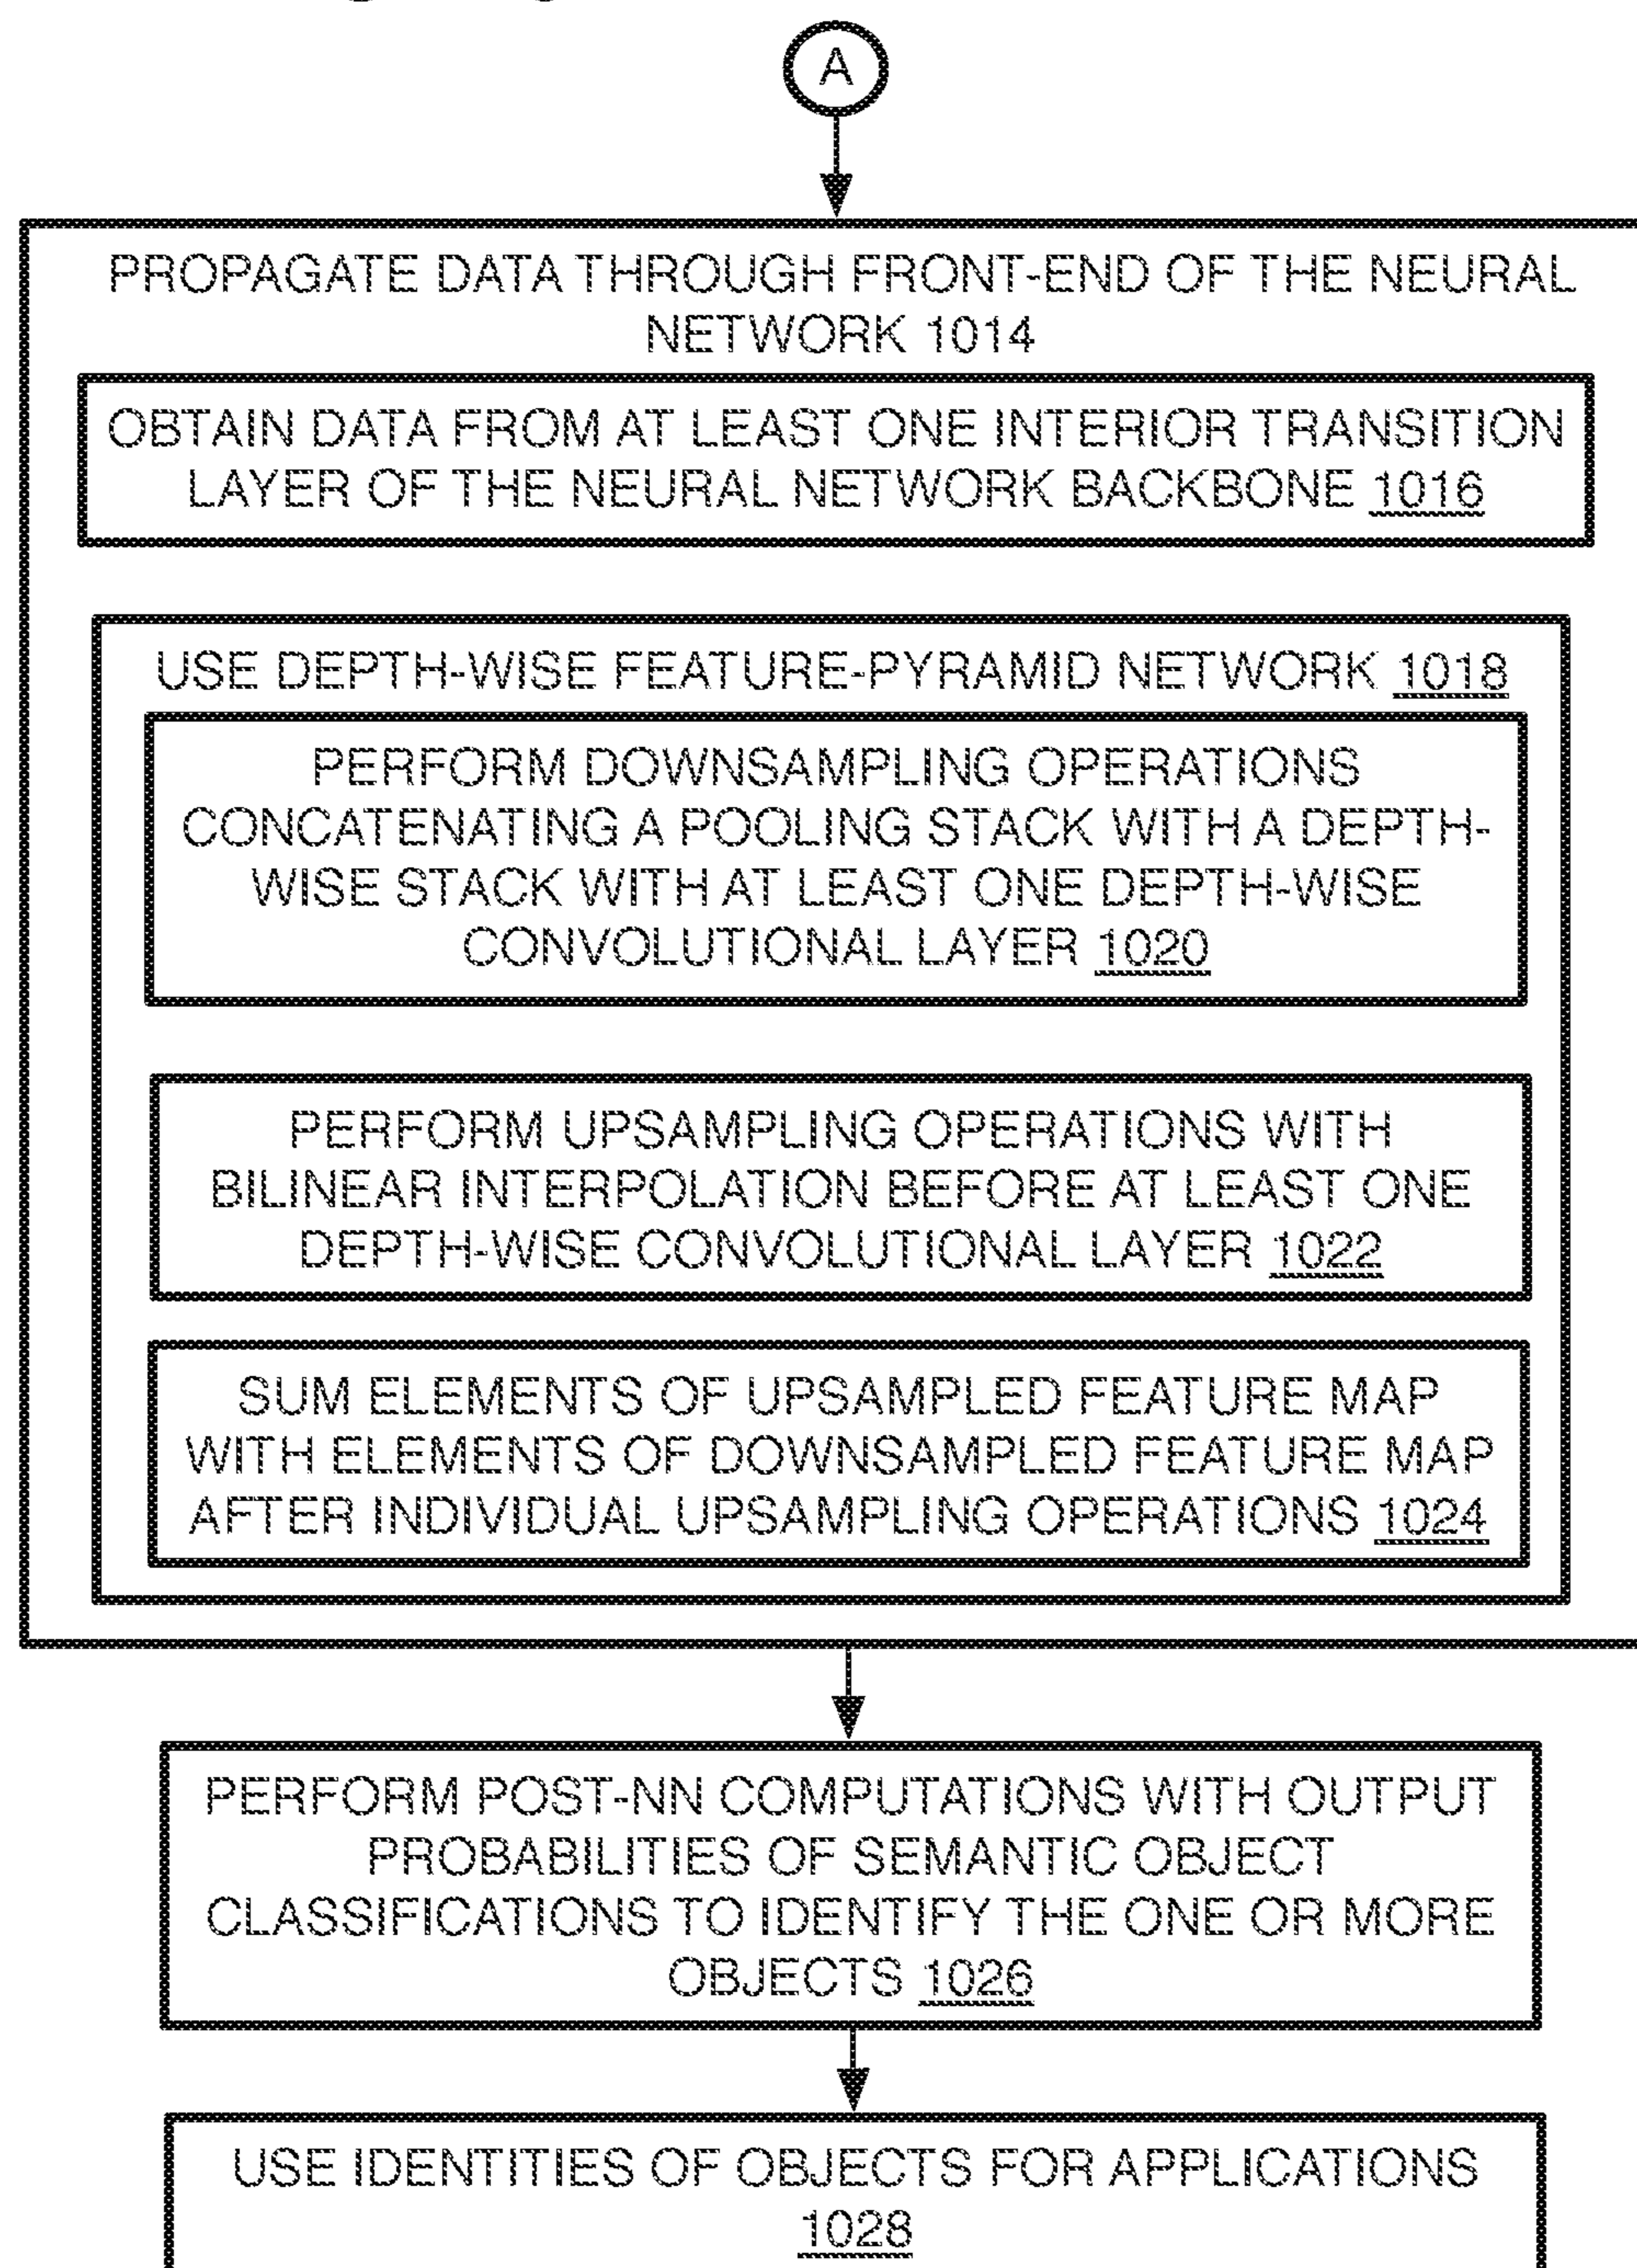 A
PROPAGATE DATA THROUGH FRONT-END OF THE NEURAL
NETWORK 1014
OBTAIN DATA FROM AT LEAST ONE INTERIOR TRANSITION
LAYER OF THE NEURAL NETWORK BACKBONE 1016
USE DEPTH-WISE FEATURE-PYRAMID NETWORK 1018
PERFORM DOWNSAMPLING OPERATIONS
CONCATENATING A POOLING STACK WITH A DEPTH-
WISE STACK WITH AT LEAST ONE DEPTH-WISE
CONVOLUTIONAL LAYER 1020
PERFORM UPSAMPLING OPERATIONS WITH
BILINEAR INTERPOLATION BEFORE AT LEAST ONE
DEPTH-WISE CONVOLUTIONAL LAYER 1022
SUM ELEMENTS OF UPSAMPLED FEATURE MAP
WITH ELEMENTS OF DOWNSAMPLED FEATURE MAP
AFTER INDIVIDUAL UPSAMPLING OPERATIONS 1024
PERFORM POST-NN COMPUTATIONS WITH OUTPUT
PROBABILITIES OF SEMANTIC OBJECT
CLASSIFICATIONS TO IDENTIFY THE ONE OR MORE
OBJECTS 1026
USE IDENTITIES OF OBJECTS FOR APPLICATIONS
1028